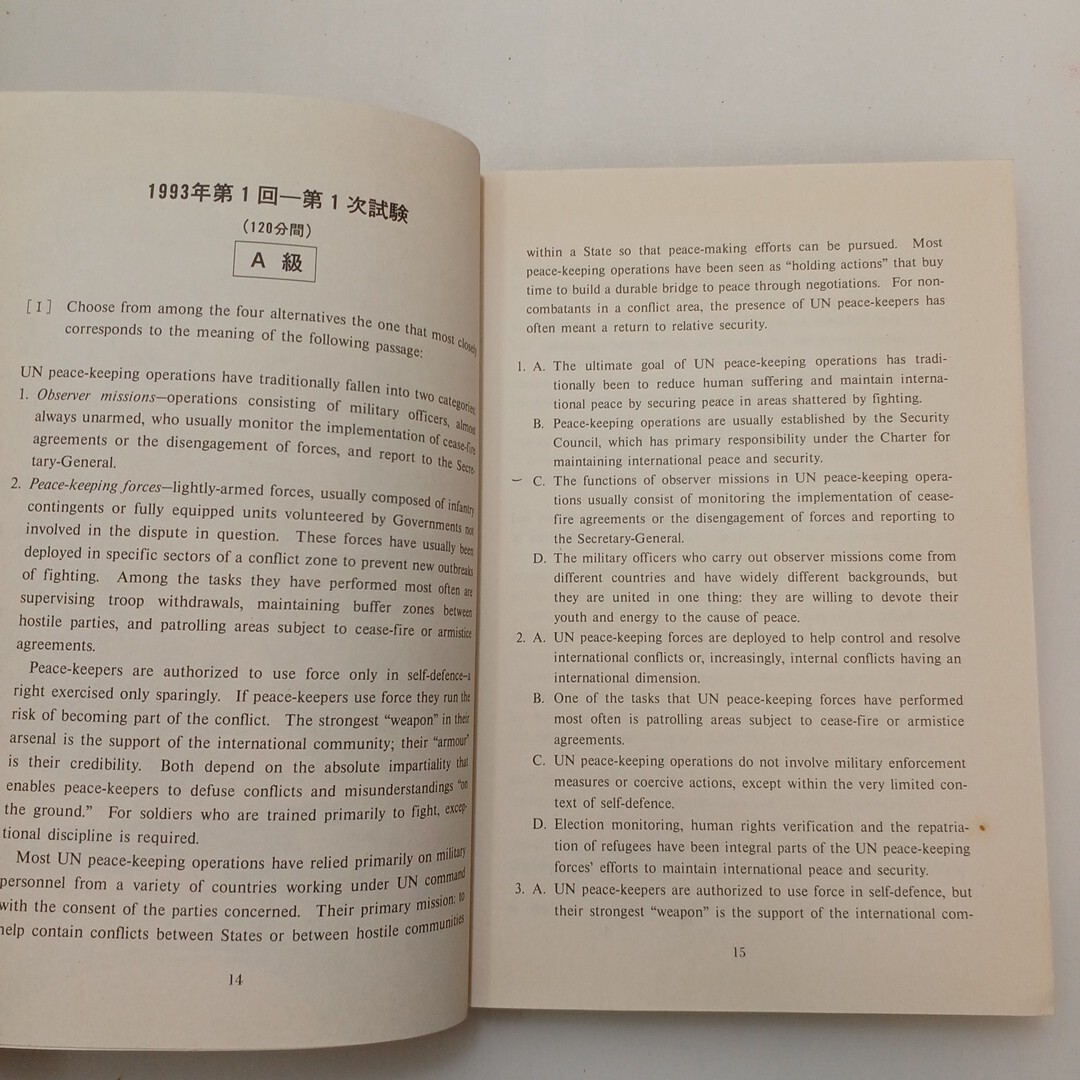 1993年第1回—第1次試験
(120分間)
A 級
[I] Choose from among the four alternatives the one that most closely
corresponds to the meaning of the following passage:
UN peace-keeping operations have traditionally fallen into two categories:
1. Observer missions—operations consisting of military officers, almost
always unarmed, who usually monitor the implementation of cease-fire
agreements or the disengagement of forces, and report to the Secre-
tary-General.
2. Peace-keeping forces—lightly-armed forces, usually composed of infantry
contingents or fully equipped units volunteered by Governments not
involved in the dispute in question. These forces have usually been
deployed in specific sectors of a conflict zone to prevent new outbreaks
of fighting. Among the tasks they have performed most often are
supervising troop withdrawals, maintaining buffer zones between
hostile parties, and patrolling areas subject to cease-fire or armistice
agreements.
Peace-keepers are authorized to use force only in self-defence—a
right exercised only sparingly. If peace-keepers use force they run the
risk of becoming part of the conflict. The strongest “weapon” in their
arsenal is the support of the international community; their “armour”
is their credibility. Both depend on the absolute impartiality that
enables peace-keepers to defuse conflicts and misunderstandings “on
the ground.” For soldiers who are trained primarily to fight, excep-
tional discipline is required.
Most UN peace-keeping operations have relied primarily on military
personnel from a variety of countries working under UN command
with the consent of the parties concerned. Their primary mission: to
help contain conflicts between States or between hostile communities
14
within a State so that peace-making efforts can be pursued. Most
peace-keeping operations have been seen as “holding actions” that buy
time to build a durable bridge to peace through negotiations. For non-
combatants in a conflict area, the presence of UN peace-keepers has
often meant a return to relative security.
1. A. The ultimate goal of UN peace-keeping operations has tradi-
tionally been to reduce human suffering and maintain interna-
tional peace by securing peace in areas shattered by fighting.
B. Peace-keeping operations are usually established by the Security
Council, which has primary responsibility under the Charter for
maintaining international peace and security.
C. The functions of observer missions in UN peace-keeping opera-
tions usually consist of monitoring the implementation of cease-
fire agreements or the disengagement of forces and reporting to
the Secretary-General.
D. The military officers who carry out observer missions come from
different countries and have widely different backgrounds, but
they are united in one thing: they are willing to devote their
youth and energy to the cause of peace.
2. A. UN peace-keeping forces are deployed to help control and resolve
international conflicts or, increasingly, internal conflicts having an
international dimension.
B. One of the tasks that UN peace-keeping forces have performed
most often is patrolling areas subject to cease-fire or armistice
agreements.
C. UN peace-keeping operations do not involve military enforcement
measures or coercive actions, except within the very limited con-
text of self-defence.
D. Election monitoring, human rights verification and the repatria-
tion of refugees have been integral parts of the UN peace-keeping
forces’ efforts to maintain international peace and security.
3. A. UN peace-keepers are authorized to use force in self-defence, but
their strongest “weapon” is the support of the international com-
15